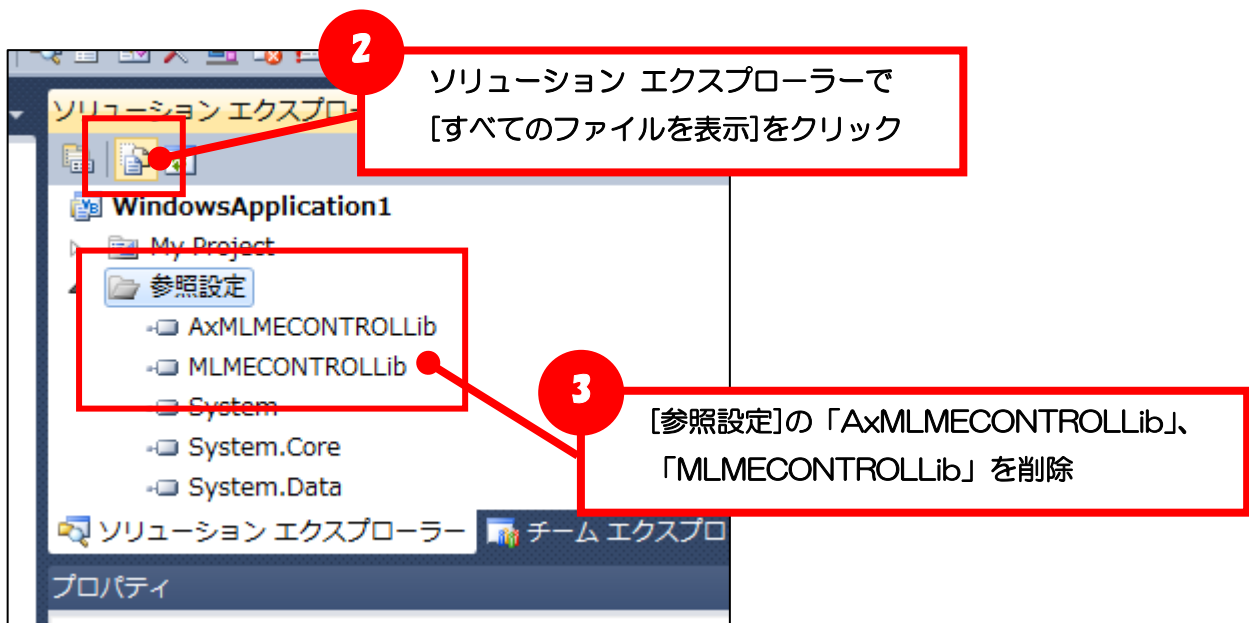 2
ソリューション エクスプローラーで
[すべてのファイルを表示]をクリック
ソリューション エクスプロー
WindowsApplication1
My Project
参照設定
AxMLMECONTROLLib
MLMECONTROLLib
System
System.Core
System.Data
3
[参照設定]の「AxMLMECONTROLLib」、
「MLMECONTROLLib」を削除
ソリューション エクスプローラー チーム エクスプロ
プロパティ